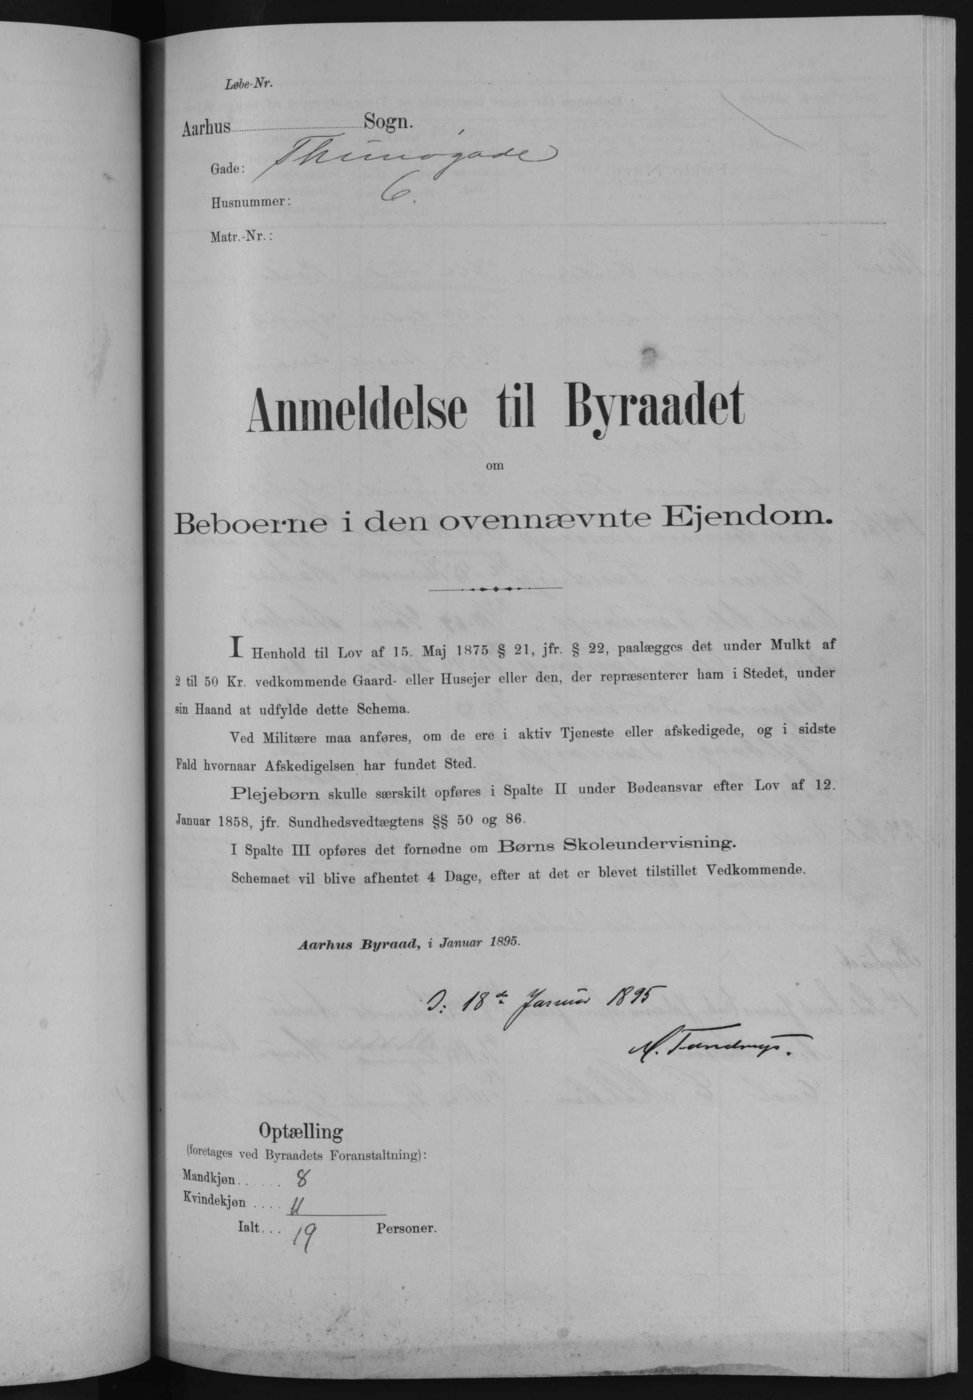 Løbe-Nr.
Aarhus Sogn.
Gade: Thunøgade
Husnummer: 6.
Matr.-Nr.:
Anmeldelse til Byraadet
om
Beboerne i den ovennævnte Ejendom.
I Henhold til Lov af 15. Maj 1875 § 21, jfr. § 22, paalægges det under Mulkt af
2 til 50 Kr. vedkommende Gaard- eller Husejer eller den, der repræsenterer ham i Stedet, under
sin Haand at udfylde dette Schema.
Ved Militære maa anføres, om de ere i aktiv Tjeneste eller afskedigede, og i sidste
Fald hvornaar Afskedigelsen har fundet Sted.
Plejebørn skulle særskilt opføres i Spalte II under Bødeansvar efter Lov af 12.
Januar 1858, jfr. Sundhedsvedtægtens §§ 50 og 86.
I Spalte III opføres det fornødne om Børns Skoleundervisning.
Schemaet vil blive afhentet 4 Dage, efter at det er blevet tilstillet Vedkommende.
Aarhus Byraad, i Januar 1895.
D: 18de Januar 1895
M.
Optælling
(foretages ved Byraadets Foranstaltning):
Mandkjøn...... 8
Kvindekjøn .... 11
Ialt... 19 Personer.